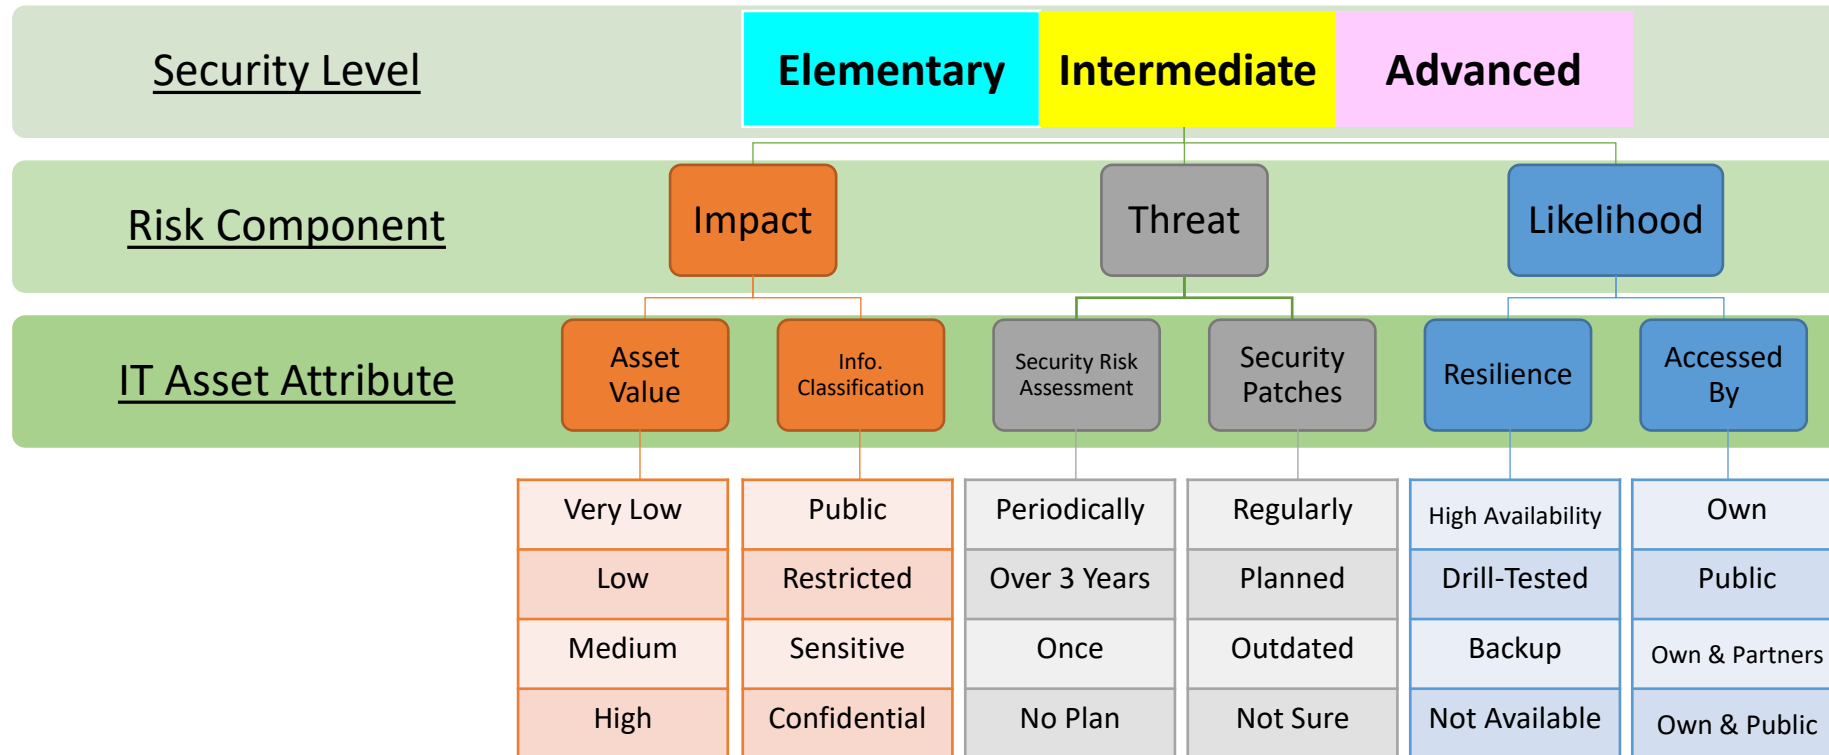 Security Level
Elementary
Intermediate
Advanced
Risk Component
Impact
Threat
Likelihood
IT Asset Attribute
Asset
Value
Info.
Classification
Security Risk
Assessment
Security
Patches
Resilience
Accessed
By
Very Low
Public
Periodically
Regularly
High Availability
Own
Low
Restricted
Over 3 Years
Planned
Drill-Tested
Public
Medium
Sensitive
Once
Outdated
Backup
Own & Partners
High
Confidential
No Plan
Not Sure
Not Available
Own & Public